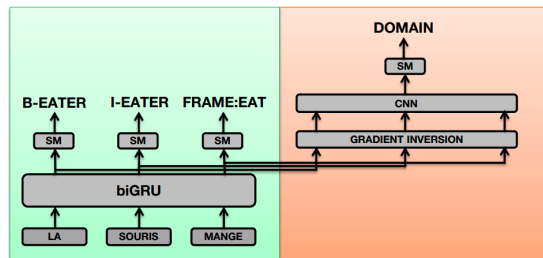 DOMAIN
SM
B-EATER I-EATER FRAME:EAT
CNN
SM SM SM
GRADIENT INVERSION
biGRU
LA SOURIS MANGE